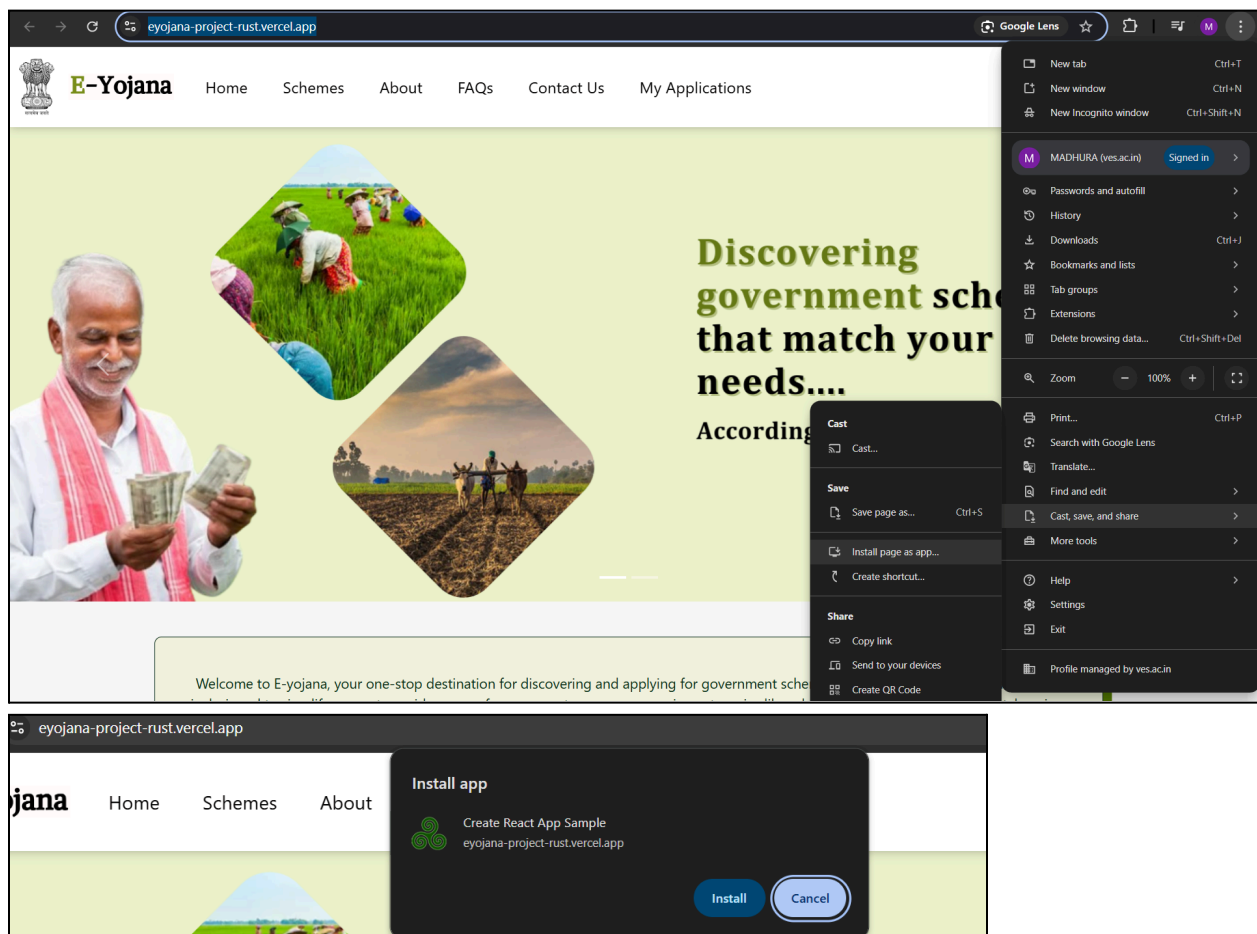 eyojana-project-rust.vercel.app
Google Lens
M
E-Yojana
Home
Schemes
About
FAQs
Contact Us
My Applications
Discovering
government sche
that match your
needs....
According
New tab Ctrl+T
New window Ctrl+N
New Incognito window Ctrl+Shift+N
M MADHURA (ves.ac.in) Signed in
Passwords and autofill
History
Downloads Ctrl+J
Bookmarks and lists
Tab groups
Extensions
Delete browsing data... Ctrl+Shift+Del
Zoom − 100% +
Print... Ctrl+P
Search with Google Lens
Translate...
Find and edit
Cast, save, and share
More tools
Help
Settings
Exit
Profile managed by ves.ac.in
Cast
Cast...
Save
Save page as... Ctrl+S
Install page as app...
Create shortcut...
Share
Copy link
Send to your devices
Create QR Code
Welcome to E-yojana, your one-stop destination for discovering and applying for government sche
eyojana-project-rust.vercel.app
ojana
Home
Schemes
About
Install app
Create React App Sample
eyojana-project-rust.vercel.app
Install
Cancel